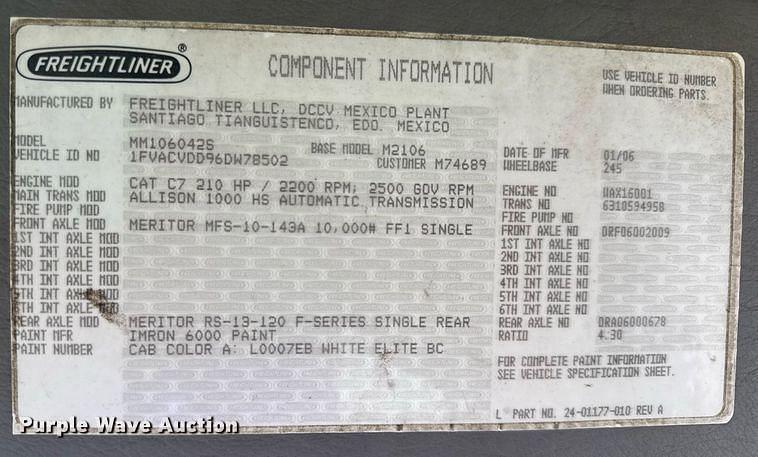 FREIGHTLINER ®
COMPONENT INFORMATION
USE VEHICLE ID NUMBER
WHEN ORDERING PARTS.
MANUFACTURED BY FREIGHTLINER LLC, DCCV MEXICO PLANT
SANTIAGO TIANGUISTENCO, EDO. MEXICO
MODEL MM106042S BASE MODEL M2106 DATE OF MFR 01/06
VEHICLE ID NO 1FVACVDD96DW78502 CUSTOMER M74689 WHEELBASE 245
ENGINE MOD CAT C7 210 HP / 2200 RPM; 2500 GOV RPM ENGINE NO WAX16001
MAIN TRANS MOD ALLISON 1000 HS AUTOMATIC TRANSMISSION TRANS NO 6310594958
FIRE PUMP MOD FIRE PUMP NO
FRONT AXLE MOD MERITOR MFS-10-143A 10,000# FF1 SINGLE FRONT AXLE NO DRF06002009
1ST INT AXLE MOD 1ST INT AXLE NO
2ND INT AXLE MOD 2ND INT AXLE NO
3RD INT AXLE MOD 3RD INT AXLE NO
4TH INT AXLE MOD 4TH INT AXLE NO
5TH INT AXLE MOD 5TH INT AXLE NO
6TH INT AXLE MOD 6TH INT AXLE NO
REAR AXLE MOD MERITOR RS-13-120 F-SERIES SINGLE REAR REAR AXLE NO DRA06000678
PAINT MFR IMRON 6000 PAINT RATIO 4.30
PAINT NUMBER CAB COLOR A: L0007EB WHITE ELITE BC
FOR COMPLETE PAINT INFORMATION
SEE VEHICLE SPECIFICATION SHEET.
L PART NO. 24-01177-010 REV A
Purple Wave Auction